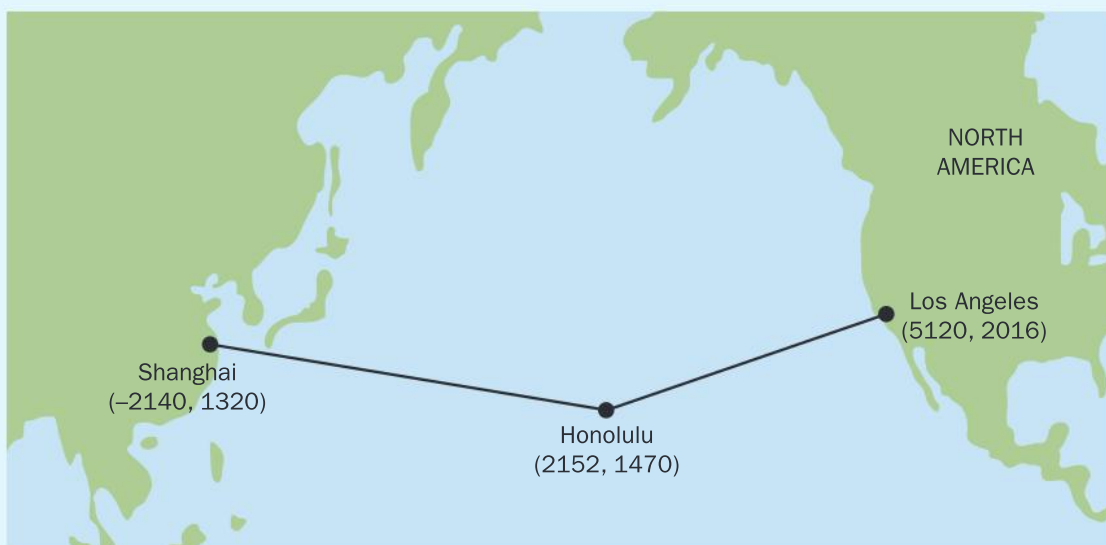 NORTH
AMERICA
Los Angeles
(5120, 2016)
Shanghai
(–2140, 1320)
Honolulu
(2152, 1470)